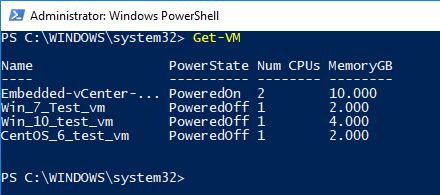 Administrator: Windows PowerShell
PS C:\WINDOWS\system32> Get-VM
Name PowerState Num CPUs MemoryGB
---- ---------- -------- --------
Embedded-vCenter-... PoweredOn 2 10.000
Win_7_Test_vm PoweredOff 1 2.000
Win_10_test_vm PoweredOff 1 4.000
CentOS_6_test_vm PoweredOff 1 2.000
PS C:\WINDOWS\system32>